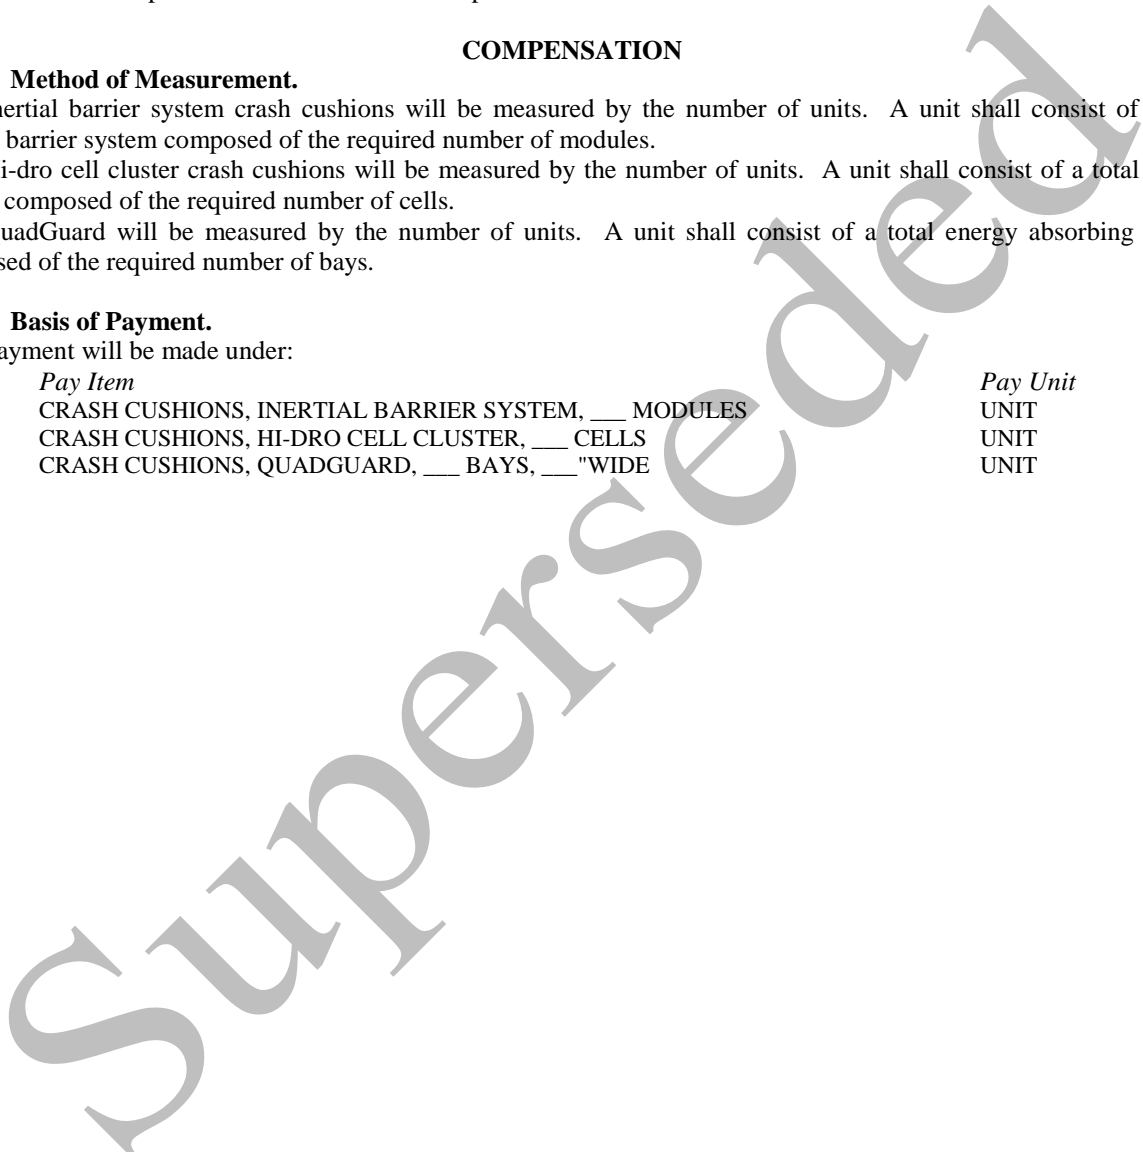 COMPENSATION
Method of Measurement.
nertial barrier system crash cushions will be measured by the number of units. A unit shall consist of
barrier system composed of the required number of modules.
i-dro cell cluster crash cushions will be measured by the number of units. A unit shall consist of a total
composed of the required number of cells.
uadGuard will be measured by the number of units. A unit shall consist of a total energy absorbing
sed of the required number of bays.
Basis of Payment.
ayment will be made under:
Pay Item Pay Unit
CRASH CUSHIONS, INERTIAL BARRIER SYSTEM, ___ MODULES UNIT
CRASH CUSHIONS, HI-DRO CELL CLUSTER, ___ CELLS UNIT
CRASH CUSHIONS, QUADGUARD, ___ BAYS, ___"WIDE UNIT
Superseded